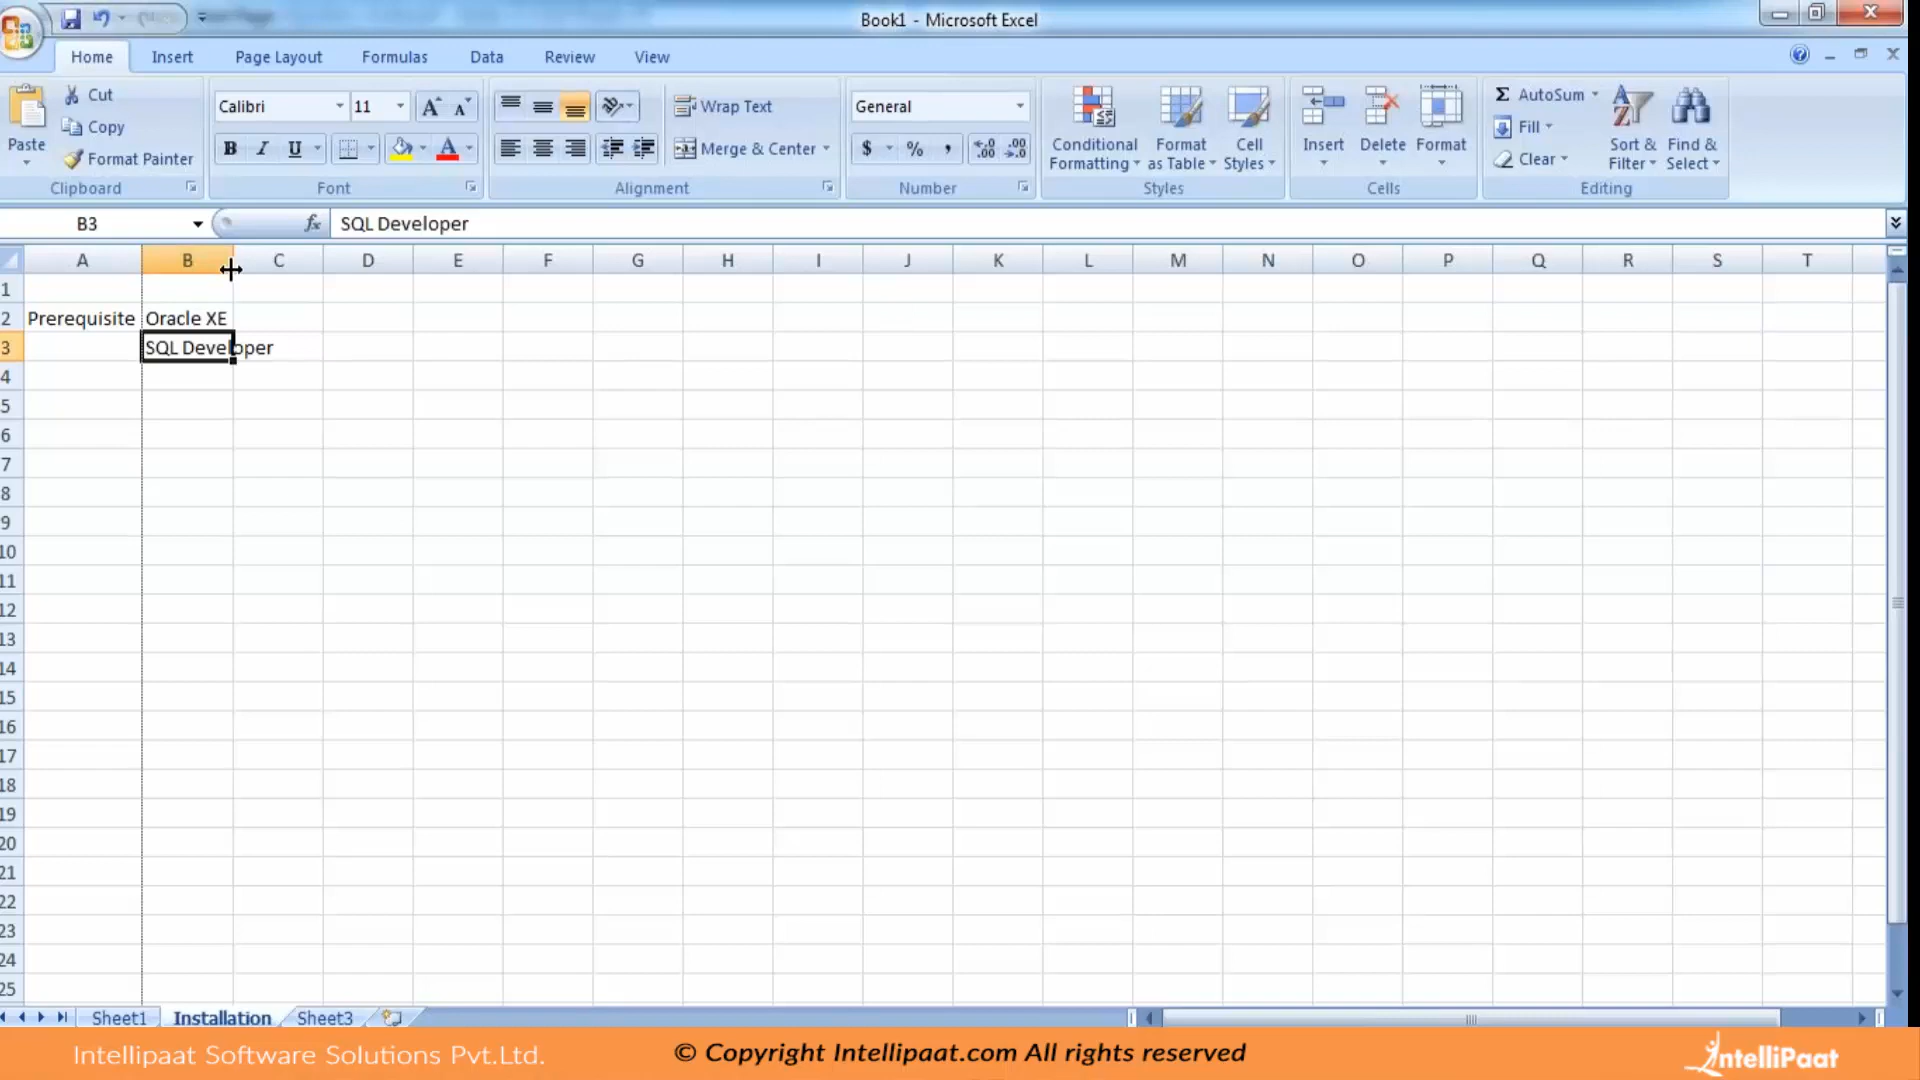 Book1 - Microsoft Excel
Home Insert Page Layout Formulas Data Review View
Cut
Copy
Format Painter
Paste
Clipboard
Calibri 11
B I U
Font
Wrap Text
Merge & Center
Alignment
General
$ % , .00 .00
Number
Conditional Formatting
Format as Table
Cell Styles
Styles
Insert Delete Format
Cells
Σ AutoSum
Fill
Clear
Sort & Filter
Find & Select
Editing
B3 fx SQL Developer
A B C D E F G H I J K L M N O P Q R S T
1
2 Prerequisite Oracle XE
3 SQL Developer
4
5
6
7
8
9
10
11
12
13
14
15
16
17
18
19
20
21
22
23
24
25
Sheet1 Installation Sheet3
Intellipaat Software Solutions Pvt.Ltd. © Copyright Intellipaat.com All rights reserved IntelliPaat